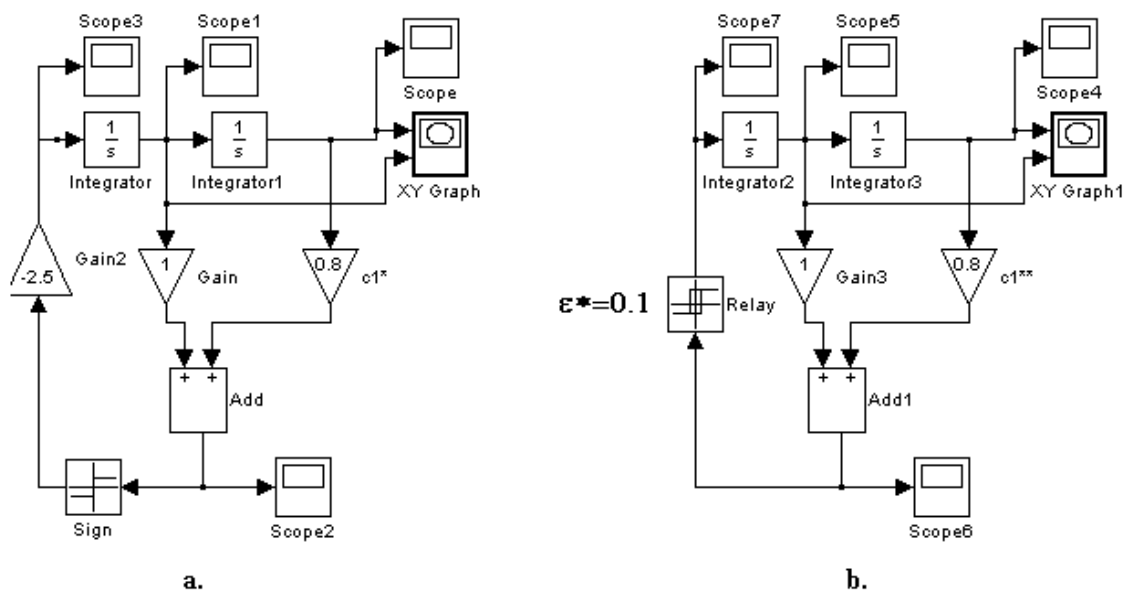 Scope3
Scope1
Scope
1
s
Integrator
1
s
Integrator1
XY Graph
-2.5
Gain2
1
Gain
0.8
c1*
+ +
Add
Sign
Scope2
a.
Scope7
Scope5
Scope4
1
s
Integrator2
1
s
Integrator3
XY Graph1
ε*=0.1
Relay
1
Gain3
0.8
c1**
+ +
Add1
Scope6
b.